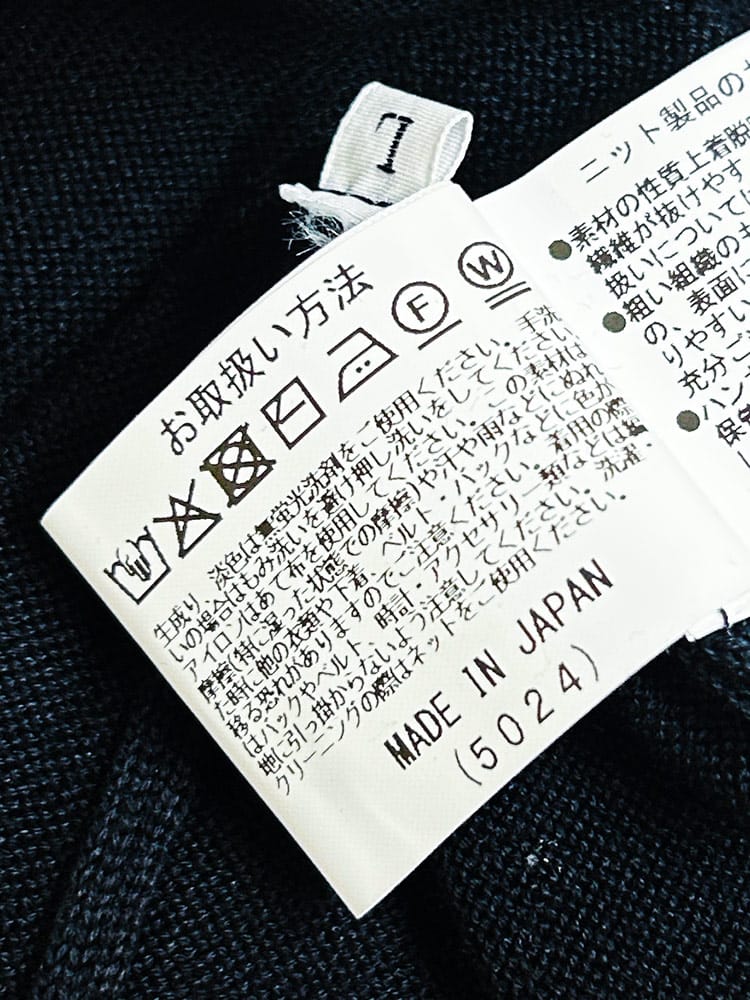 L
お取扱い方法
F
W
生成り、淡色は無蛍光洗剤をご使用ください。手洗
いの場合はもみ洗いを避け押し洗いをしてください。
アイロンはあて布を使用してください。この素材は
摩擦(特に湿った状態での摩擦)や汗や雨などにぬれ
た時に他の衣類や下着、ベルト・バックなどに色が
移る恐れがありますのでご注意ください。着用の際
はバックやベルト、時計・アクセサリー類などは編
地に引っ掛からないよう注意してください。洗濯、
クリーニングの際はネットをご使用ください。
MADE IN JAPAN
(5024)
ニット製品の
●素材の性質上着脱
繊維が抜けやす
扱いについて
●粗い組織の
の、表面に
りやすい
充分ご
●ハン
保管